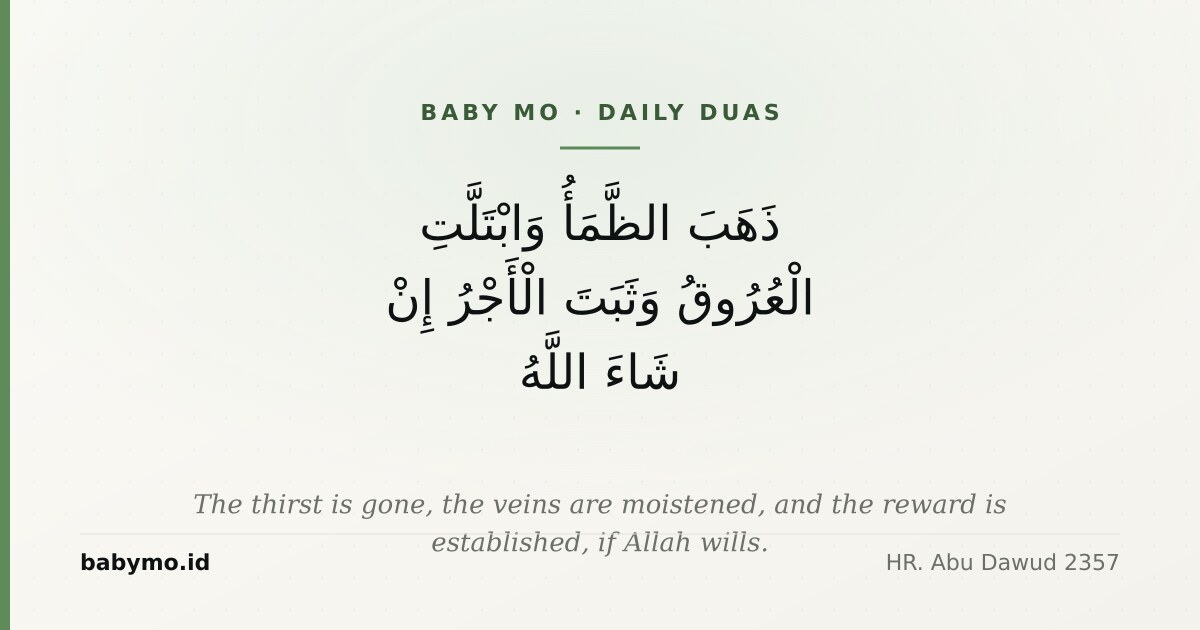 BABY MO · DAILY DUAS
ذَهَبَ الظَّمَأُ وَابْتَلَّتِ
الْعُرُوقُ وَثَبَتَ الْأَجْرُ إِنْ
شَاءَ اللَّهُ
The thirst is gone, the veins are moistened, and the reward is
established, if Allah wills.
babymo.id
HR. Abu Dawud 2357